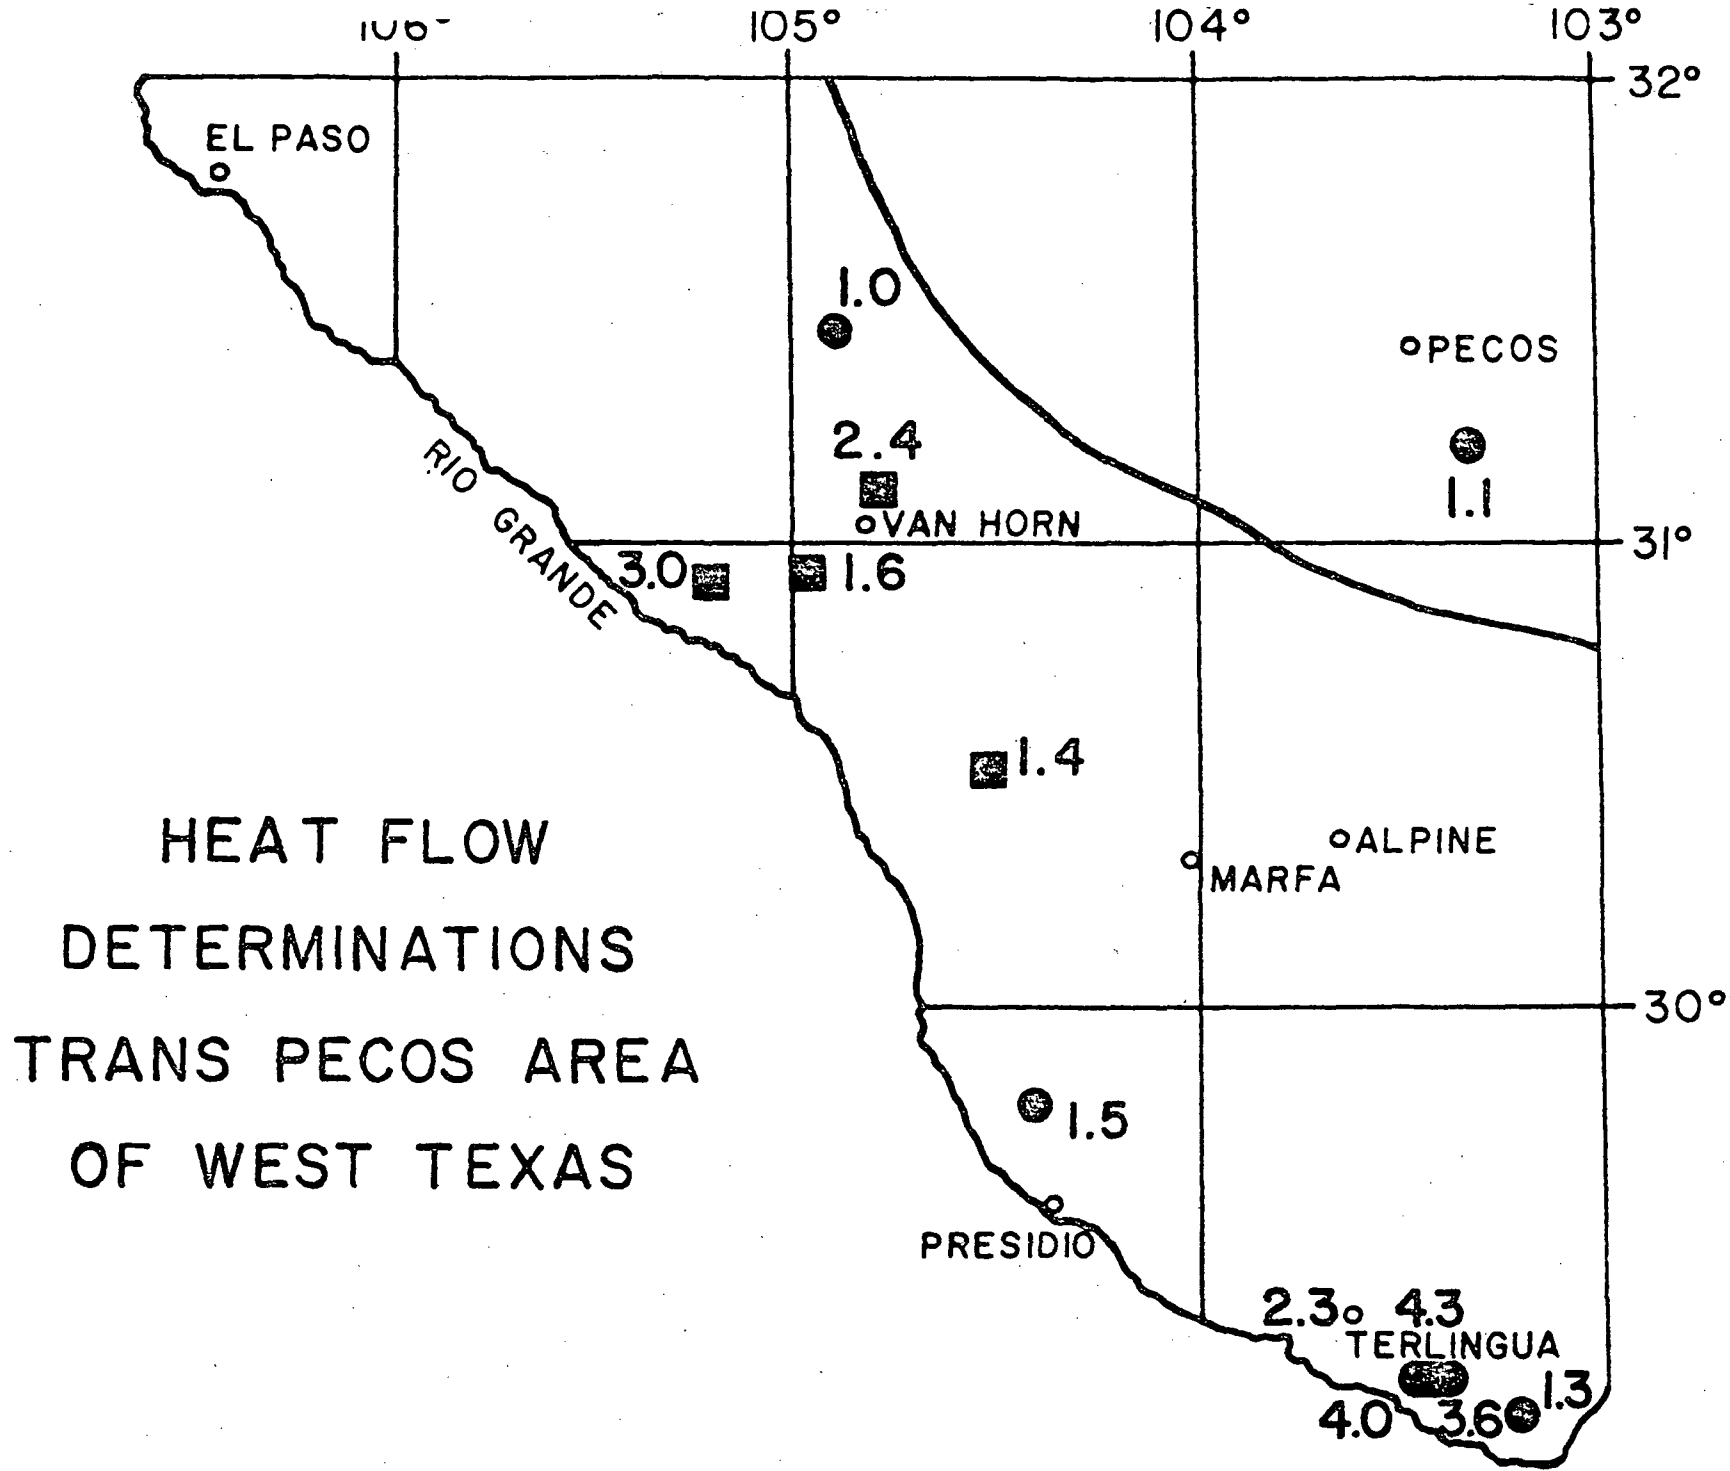 106° 105° 104° 103°
32°
EL PASO
1.0
PECOS
2.4
1.1
VAN HORN
31°
RIO GRANDE
3.0
1.6
1.4
HEAT FLOW
ALPINE
MARFA
DETERMINATIONS
30°
TRANS PECOS AREA
1.5
OF WEST TEXAS
PRESIDIO
2.3 4.3
TERLINGUA
1.3
4.0 3.6